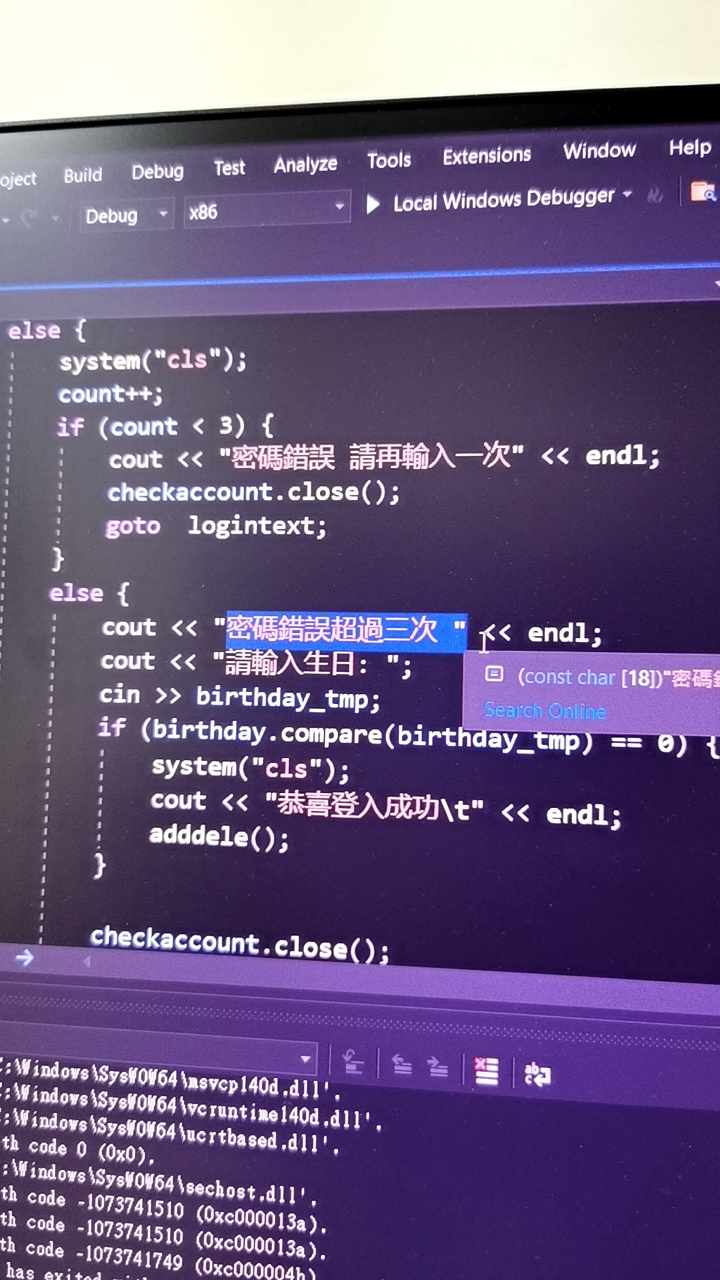 oject Build Debug Test Analyze Tools Extensions Window Help
Debug x86 Local Windows Debugger
else {
system("cls");
count++;
if (count < 3) {
cout << "密碼錯誤 請再輸入一次" << endl;
checkaccount.close();
goto logintext;
}
else {
cout << "密碼錯誤超過三次 " << endl;
cout << "請輸入生日: ";
(const char [18])"密碼
cin >> birthday_tmp;
Search Online
if (birthday.compare(birthday_tmp) == 0) {
system("cls");
cout << "恭喜登入成功\t" << endl;
adddele();
}
checkaccount.close();
:\Windows\SysWOW64\msvcp140d.dll'.
:\Windows\SysWOW64\vcruntime140d.dll'.
:\Windows\SysWOW64\ucrtbased.dll'.
th code 0 (0x0).
:\Windows\SysWOW64\sechost.dll'.
th code -1073741510 (0xc000013a).
th code -1073741510 (0xc000013a).
th code -1073741749 (0xc000004b)
has exited with